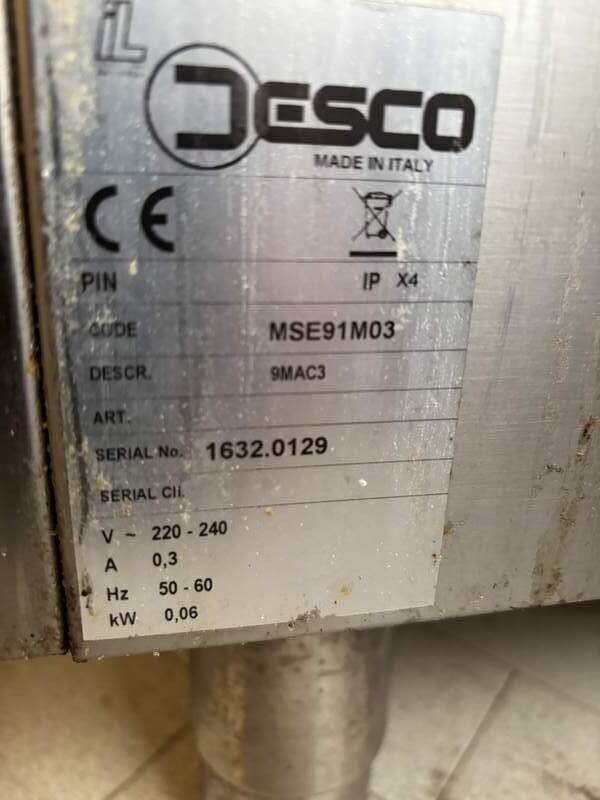 iL
DESCO
MADE IN ITALY
CE
PIN IP X4
CODE MSE91M03
DESCR. 9MAC3
ART.
SERIAL No. 1632.0129
SERIAL Cli.
V ~ 220 - 240
A 0,3
Hz 50 - 60
kW 0,06